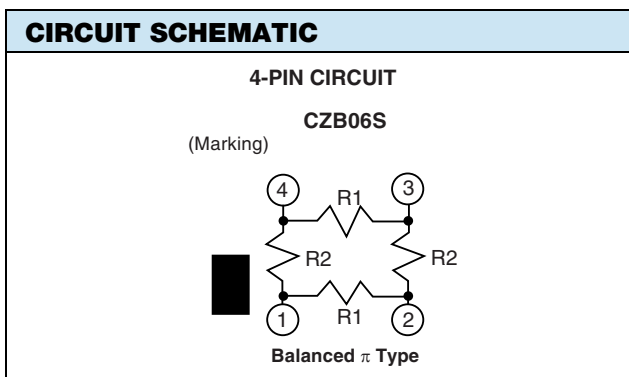 CIRCUIT SCHEMATIC
4-PIN CIRCUIT
CZB06S
(Marking)
4 R1 3
R2 R2
1 R1 2
Balanced π Type